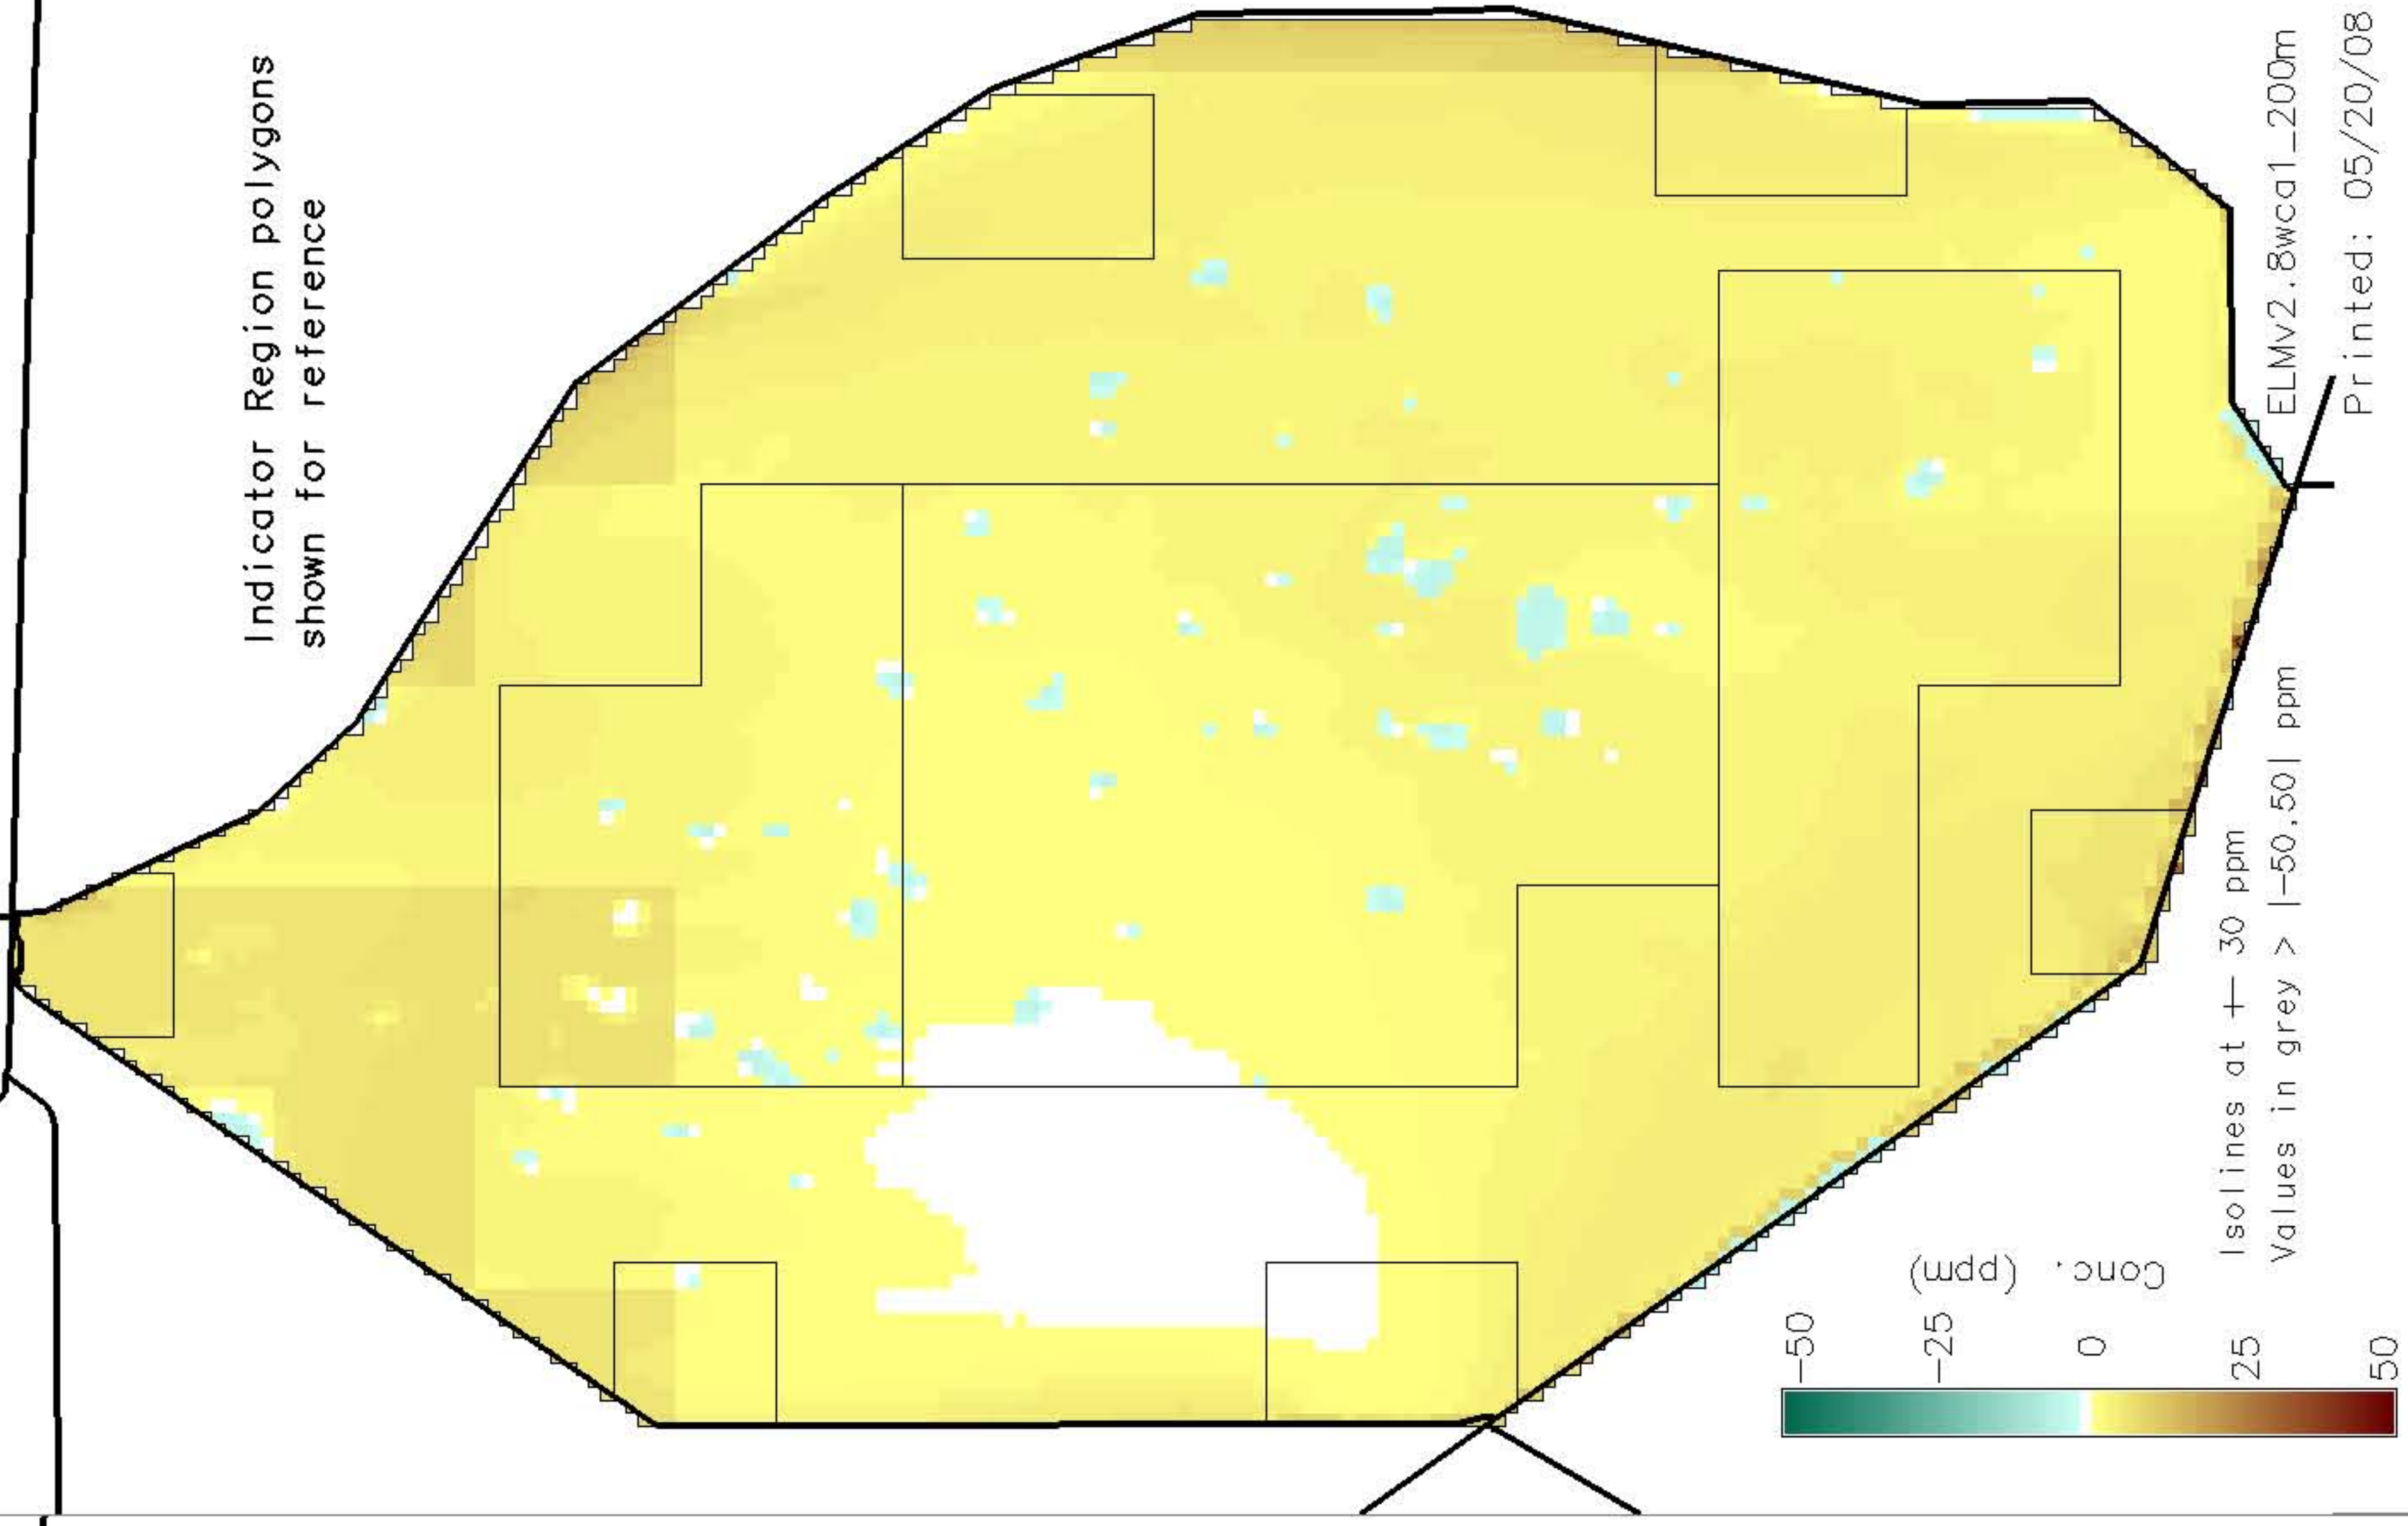 Indicator Region polygons
shown for reference
-50
-25
0
25
50
Conc. (ppm)
Isolines at +- 30 ppm
Values in grey > |-50,50| ppm
ELMv2.8wca1_200m
Printed: 05/20/08